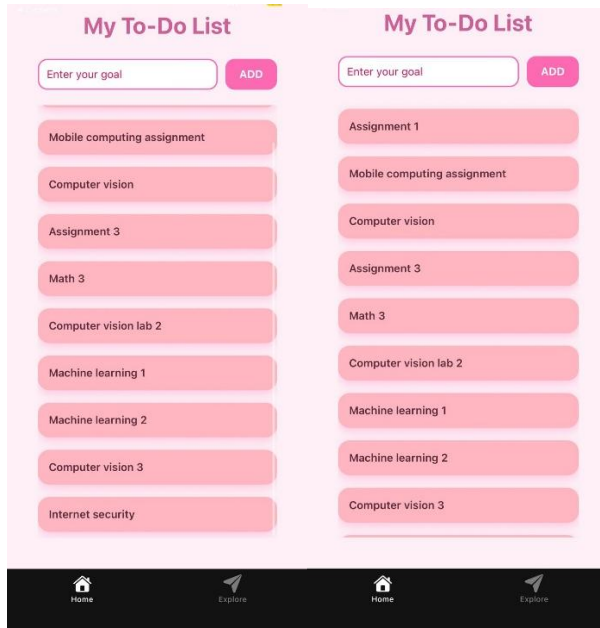 My To-Do List
Enter your goal
ADD
Mobile computing assignment
Computer vision
Assignment 3
Math 3
Computer vision lab 2
Machine learning 1
Machine learning 2
Computer vision 3
Internet security
Home
Explore
My To-Do List
Enter your goal
ADD
Assignment 1
Mobile computing assignment
Computer vision
Assignment 3
Math 3
Computer vision lab 2
Machine learning 1
Machine learning 2
Computer vision 3
Home
Explore